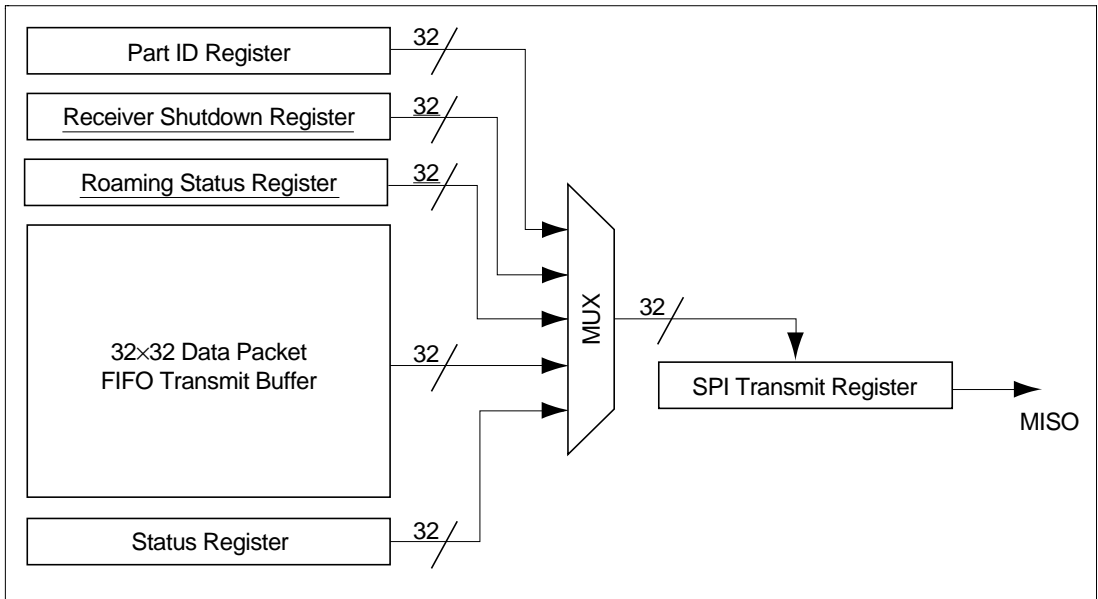 Part ID Register
32
Receiver Shutdown Register
32
Roaming Status Register
32
32×32 Data Packet
FIFO Transmit Buffer
32
Status Register
32
MUX
32
SPI Transmit Register
MISO